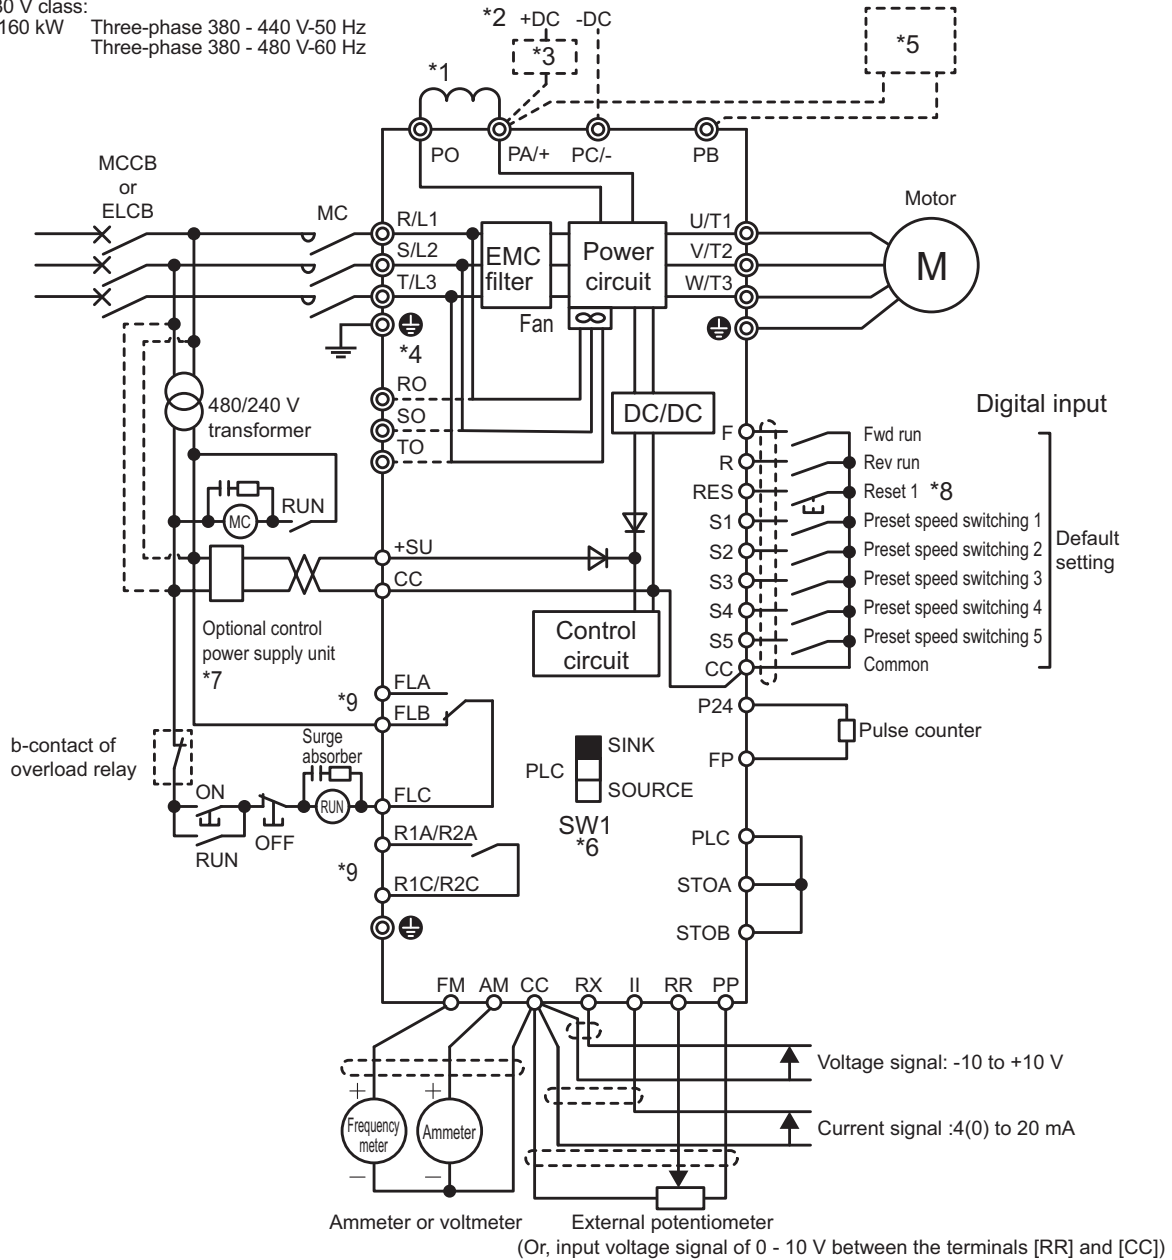 30 V class:
160 kW Three-phase 380 - 440 V-50 Hz
Three-phase 380 - 480 V-60 Hz
*2 +DC -DC
*3
*5
*1
PO PA/+ PC/- PB
MCCB
or
ELCB
MC
R/L1
S/L2
T/L3
EMC
filter
Power
circuit
U/T1
V/T2
W/T3
Motor
M
Fan
*4
RO
SO
TO
480/240 V
transformer
DC/DC
Digital input
F Fwd run
R Rev run
RES Reset 1 *8
S1 Preset speed switching 1
S2 Preset speed switching 2
S3 Preset speed switching 3
S4 Preset speed switching 4
S5 Preset speed switching 5
CC Common
Default
setting
MC
RUN
+SU
CC
Control
circuit
Optional control
power supply unit
*7
*9
FLA
FLB
FLC
P24
FP
Pulse counter
b-contact of
overload relay
Surge
absorber
ON
RUN
OFF
RUN
PLC
SINK
SOURCE
SW1
*6
*9
R1A/R2A
R1C/R2C
PLC
STOA
STOB
FM AM CC RX II RR PP
Voltage signal: -10 to +10 V
Current signal :4(0) to 20 mA
+
+
Frequency
meter
Ammeter
−
−
Ammeter or voltmeter
External potentiometer
(Or, input voltage signal of 0 - 10 V between the terminals [RR] and [CC])